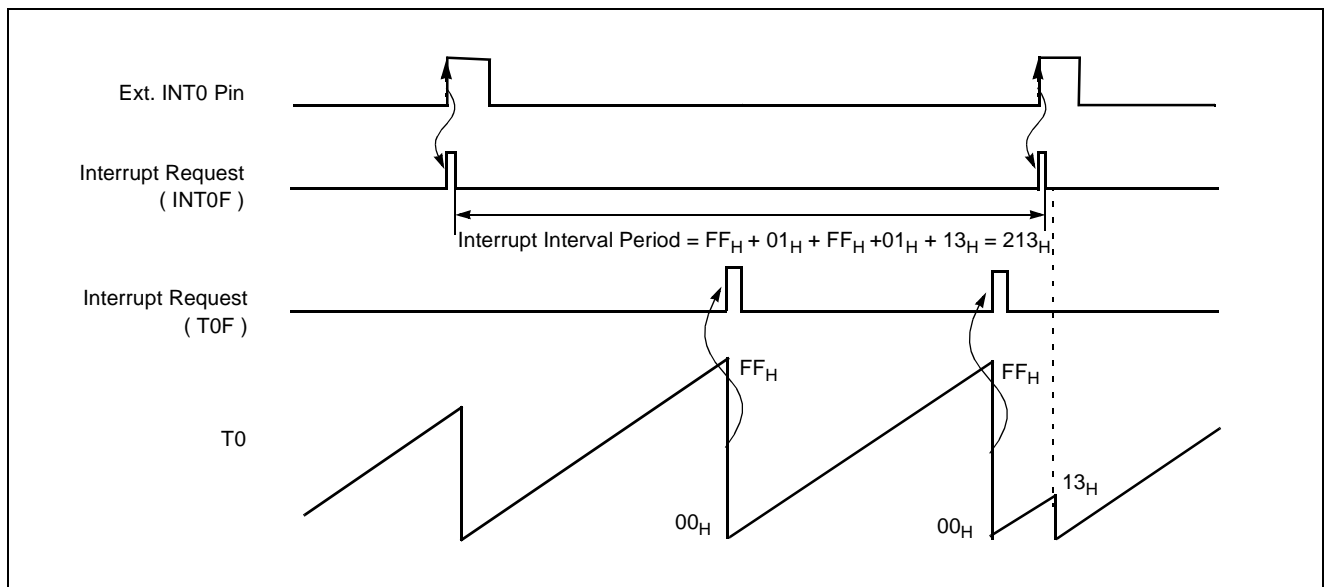 Ext. INT0 Pin
Interrupt Request
( INT0F )
Interrupt Interval Period = FFH + 01H + FFH +01H + 13H = 213H
Interrupt Request
( T0F )
FFH
FFH
T0
13H
00H
00H